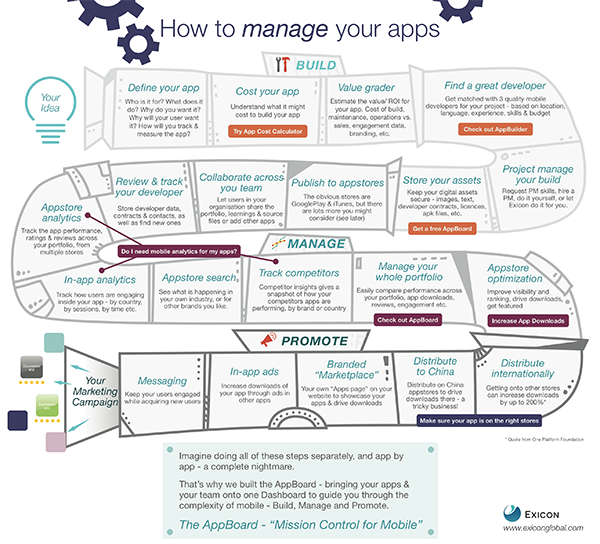 How to manage your apps
BUILD
Your
Idea
Define your app
Who is it for? What does it
do? Why do you want it?
Why will your user want
it? How will you track &
measure the app?
Cost your app
Understand what it might
cost to build your app
Try App Cost Calculator
Value grader
Estimate the value/ ROI for
your app. Cost of build,
maintenance, operations vs.
sales, engagement data,
branding, etc.
Find a great developer
Get matched with 3 quality mobile
developers for your project - based on location,
language, experience, skills & budget
Check out AppBuilder
Project manage
your build
Request PM skills, hire a
PM, do it yourself, or let
Exicon do it for you.
Store your assets
Keep your digital assets
secure - images, text,
developer contracts, licences,
apk files, etc.
Get a free AppBoard
Publish to appstores
The obvious stores are
GooglePlay & iTunes, but there
are lots more you might
consider (see later)
Collaborate across
you team
Let users in your
organisation share the
portfolio, learnings & source
files or add other apps
Review & track
your developer
Store developer data,
contracts & contacts, as
well as find new ones
Appstore
analytics
Track the app performance,
ratings & reviews across
your portfolio, from
multiple stores
Do I need mobile analytics for my apps?
MANAGE
In-app analytics
Track how users are engaging
inside your app - by country,
by sessions, by time etc.
Appstore search
See what is happening in
your own industry, or for
other brands you like.
Track competitors
Competitor insights gives a
snapshot of how your
competitors apps are
performing, by brand or country
Manage your
whole portfolio
Easily compare performance across
your portfolio, app downloads,
reviews, engagement etc.
Check out AppBoard
Appstore
optimization
Improve visibility and
ranking, drive downloads,
get featured
Increase App Downloads
PROMOTE
Distribute
internationally
Getting onto other stores
can increase downloads
by up to 200%*
Distribute
to China
Distribute on China
appstores to drive
downloads there - a
tricky business!
Make sure your app is on the right stores
Branded
"Marketplace"
Your own "Apps page" on your
website to showcase your
apps & drive downloads
In-app ads
Increase downloads of
your app through ads in
other apps
Messaging
Keep your users engaged
while acquiring new users
Your
Marketing
Campaign
* Quote from One Platform Foundation
Imagine doing all of these steps separately, and app by
app - a complete nightmare.
That's why we built the AppBoard - bringing your apps &
your team onto one Dashboard to guide you through the
complexity of mobile - Build, Manage and Promote.
The AppBoard - "Mission Control for Mobile"
EXICON
www.exiconglobal.com